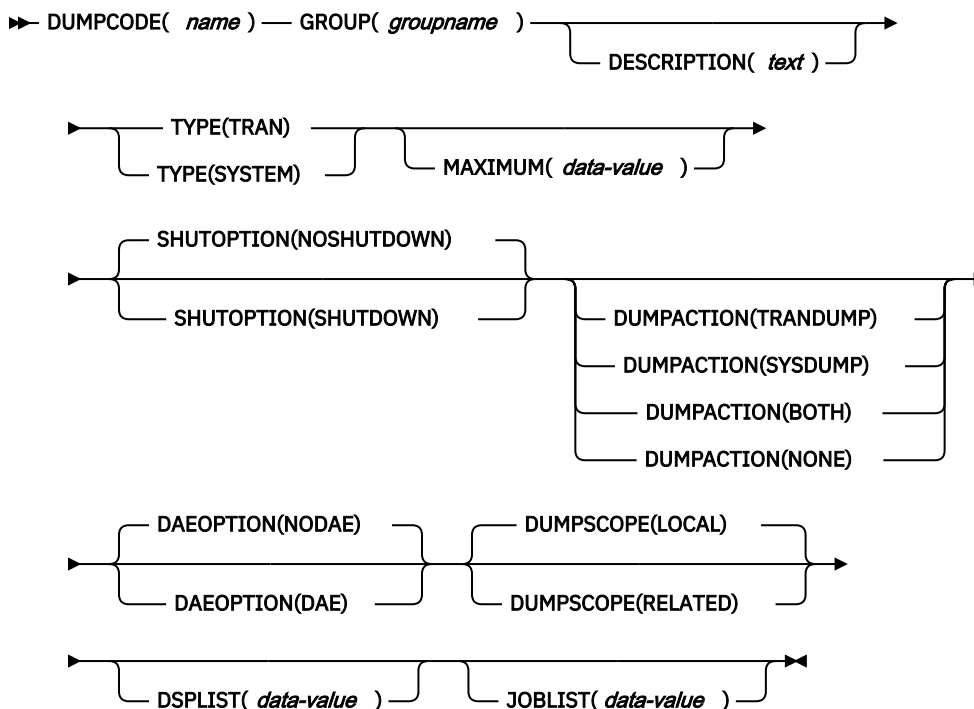 DUMPCODE( name ) GROUP( groupname )
DESCRIPTION( text )
TYPE(TRAN)
TYPE(SYSTEM)
MAXIMUM( data-value )
SHUTOPTION(NOSHUTDOWN)
SHUTOPTION(SHUTDOWN)
DUMPACTION(TRANDUMP)
DUMPACTION(SYSDUMP)
DUMPACTION(BOTH)
DUMPACTION(NONE)
DAEOPTION(NODAE)
DAEOPTION(DAE)
DUMPSCOPE(LOCAL)
DUMPSCOPE(RELATED)
DSPLIST( data-value )
JOBLIST( data-value )